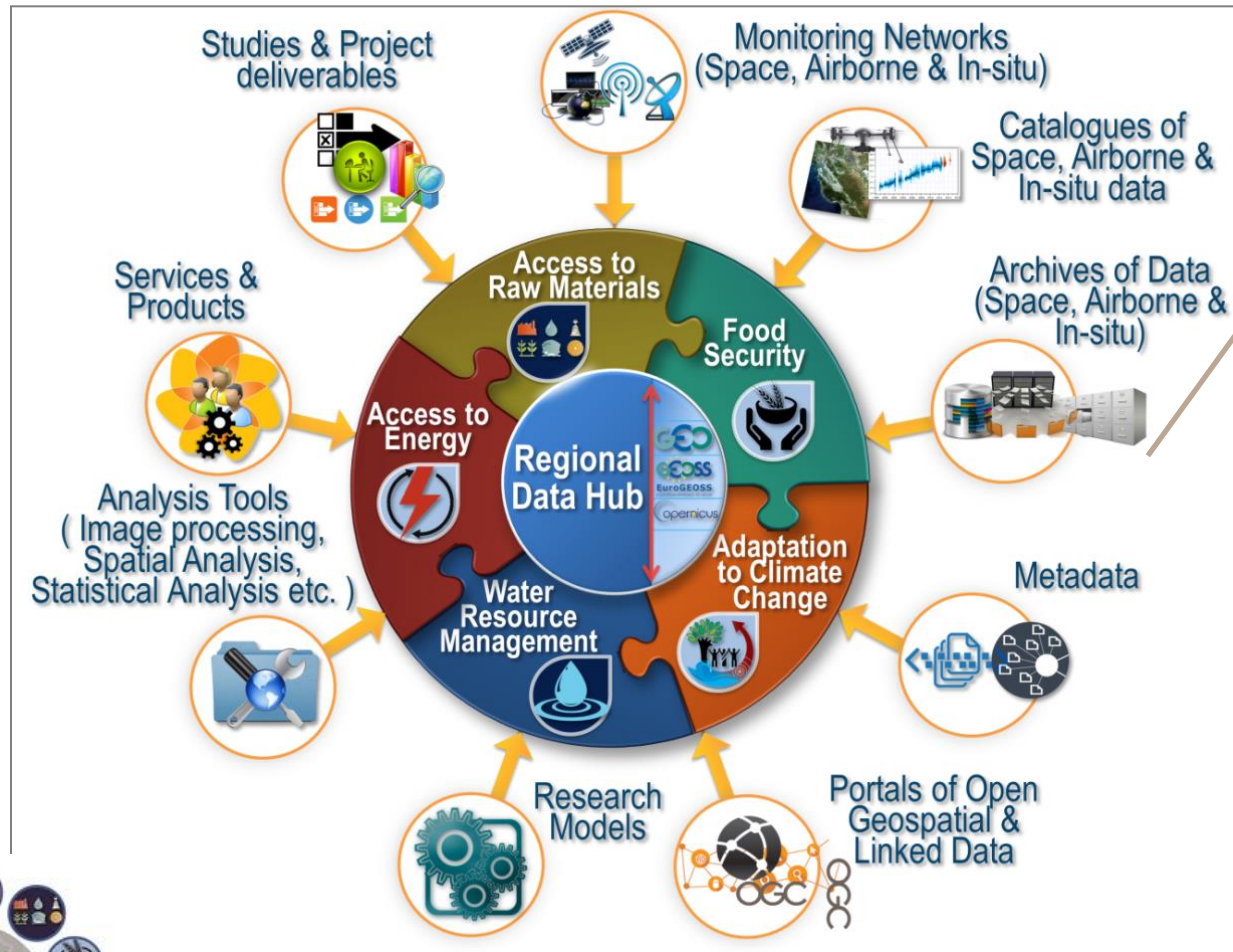 Studies & Project
deliverables
Monitoring Networks
(Space, Airborne & In-situ)
Catalogues of
Space, Airborne &
In-situ data
Archives of Data
(Space, Airborne &
In-situ)
Services &
Products
Analysis Tools
( Image processing,
Spatial Analysis,
Statistical Analysis etc. )
Metadata
Research
Models
Portals of Open
Geospatial &
Linked Data
OGC
OGC
Access to
Raw Materials
Food
Security
Access to
Energy
Regional
Data Hub
GEO
GEOSS
EuroGEOSS
Copernicus
Adaptation
to Climate
Change
Water
Resource
Management